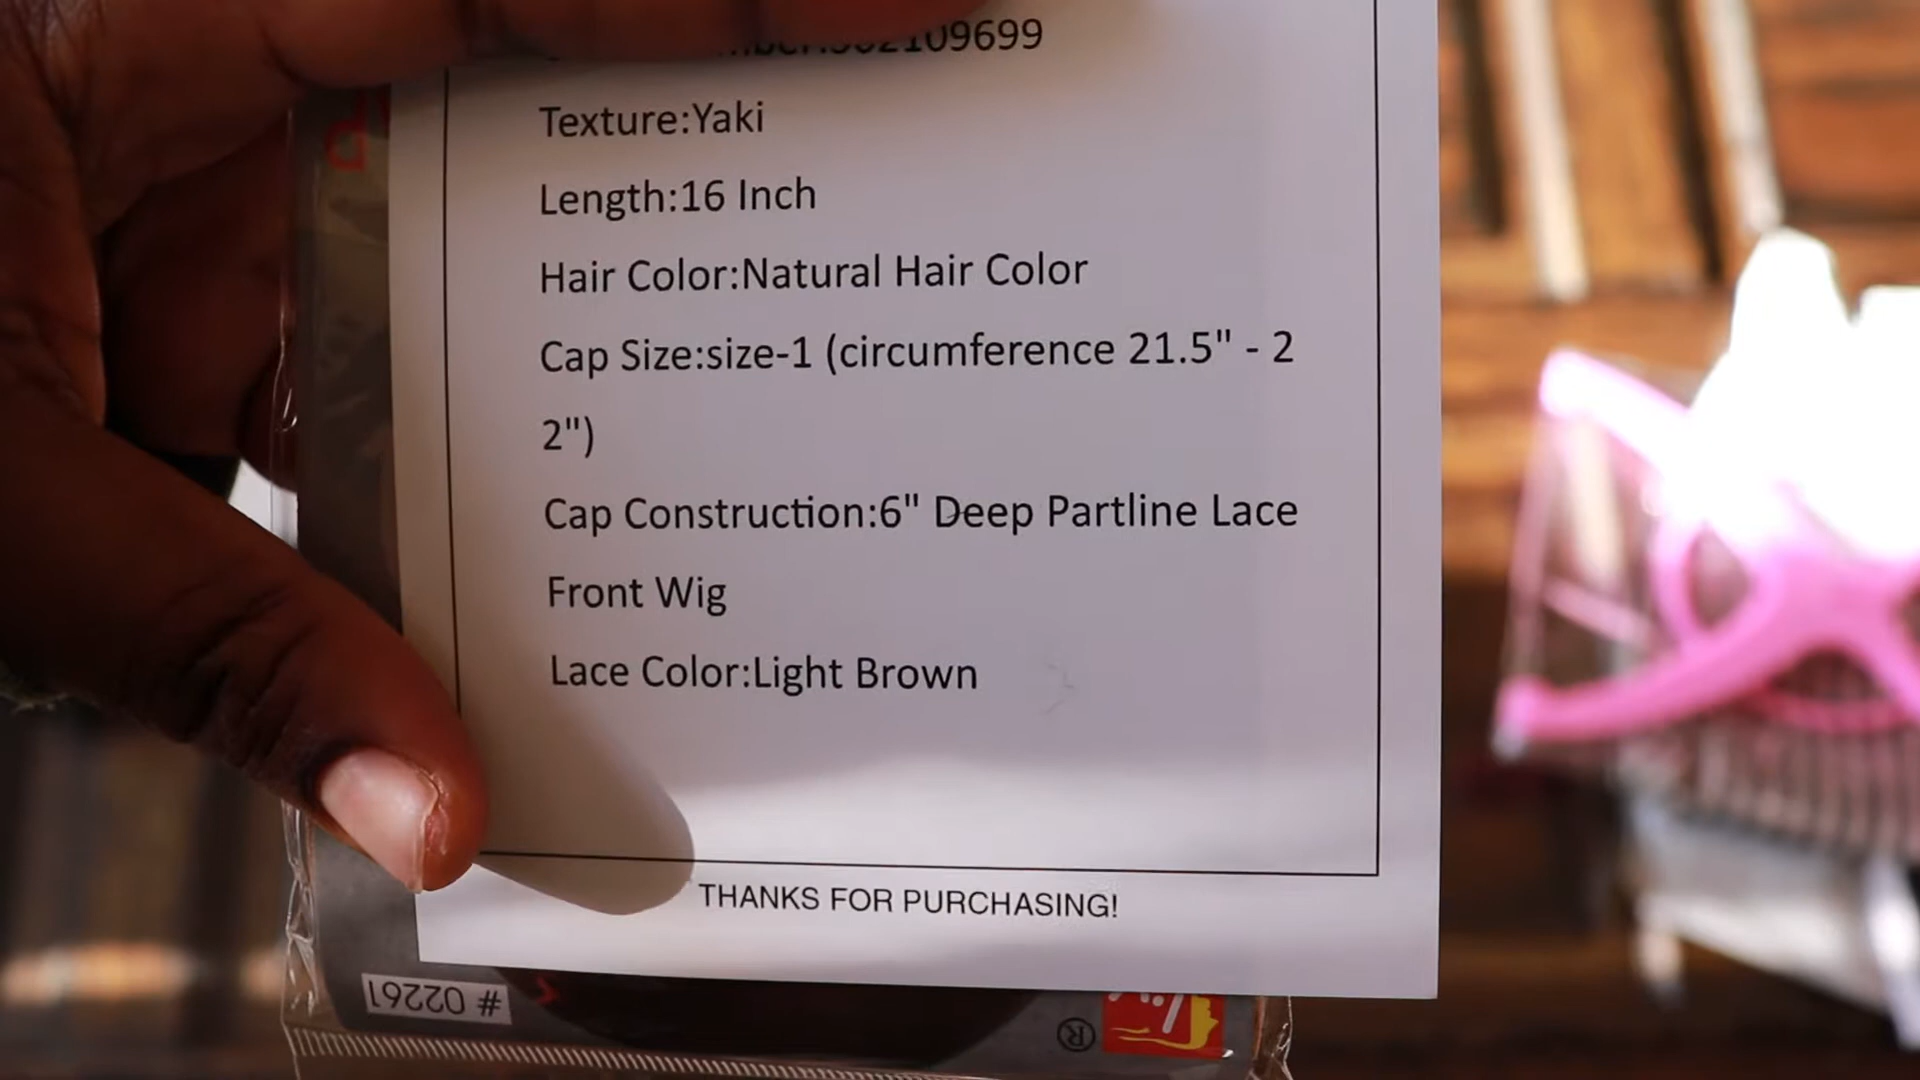 09699
Texture:Yaki
Length:16 Inch
Hair Color:Natural Hair Color
Cap Size:size-1 (circumference 21.5" - 2
2")
Cap Construction:6" Deep Partline Lace
Front Wig
Lace Color:Light Brown
THANKS FOR PURCHASING!
# 02261
®